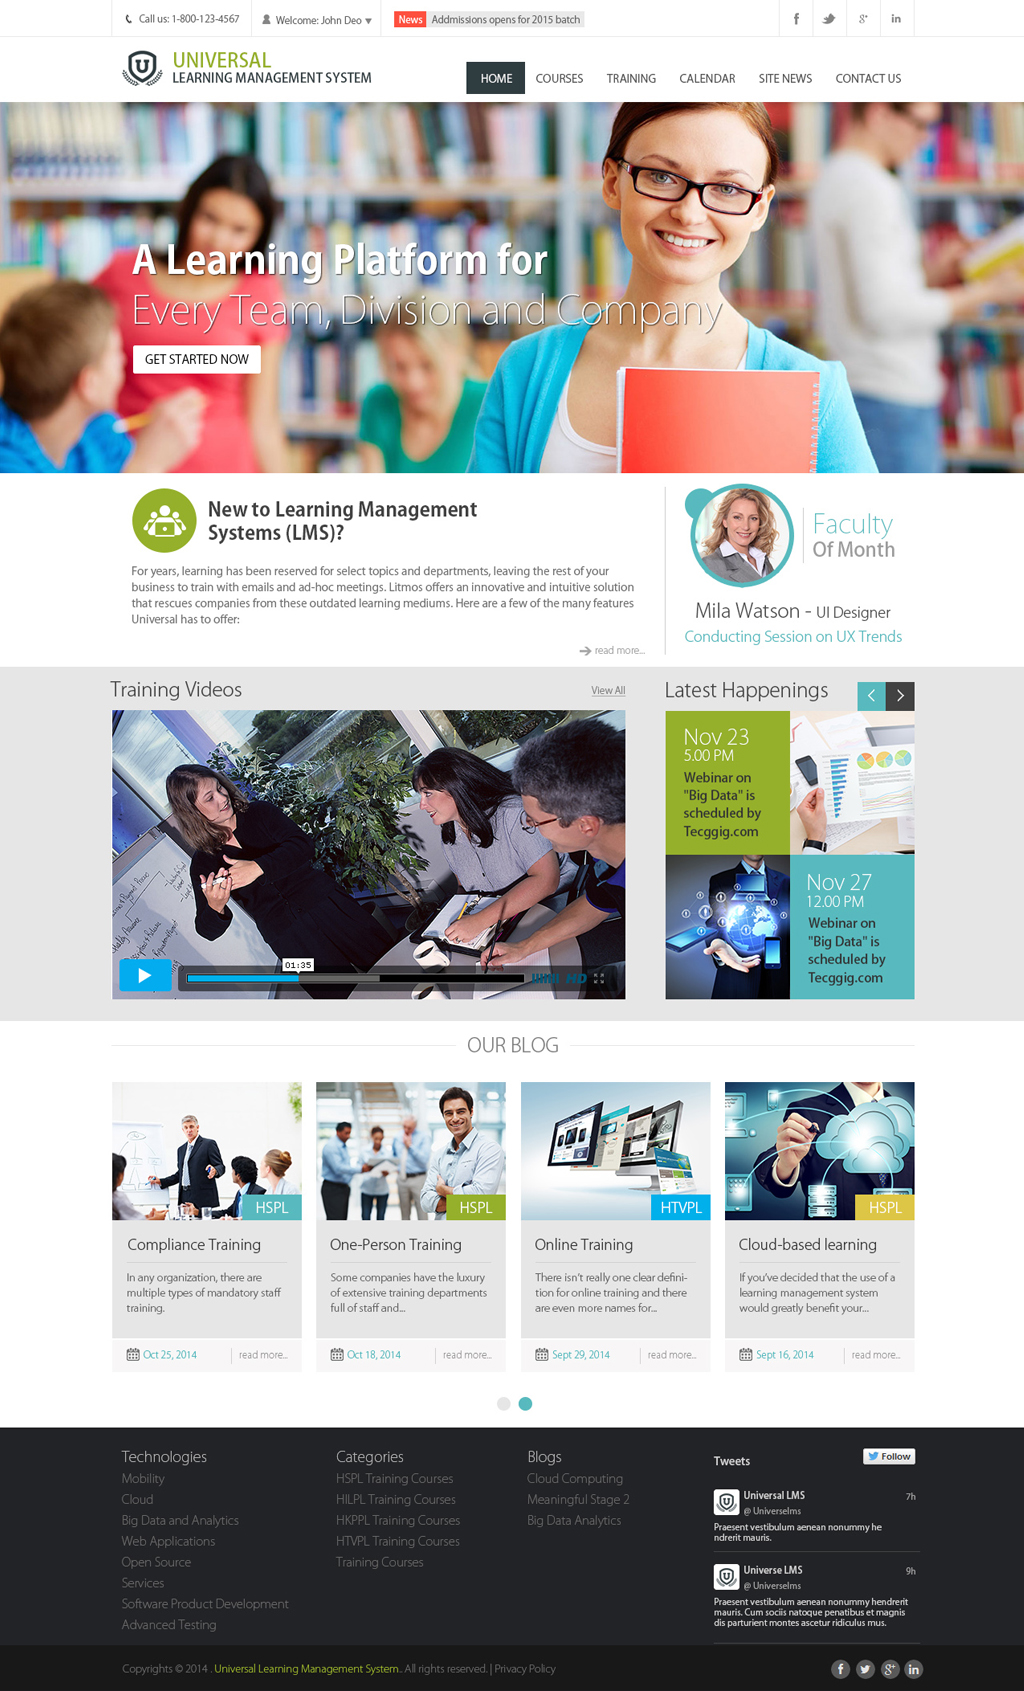 Call us: 1-800-123-4567
Welcome: John Deo
News Addmissions opens for 2015 batch
UNIVERSAL
LEARNING MANAGEMENT SYSTEM
HOME COURSES TRAINING CALENDAR SITE NEWS CONTACT US
A Learning Platform for
Every Team, Division and Company
GET STARTED NOW
New to Learning Management
Systems (LMS)?
For years, learning has been reserved for select topics and departments, leaving the rest of your
business to train with emails and ad-hoc meetings. Litmos offers an innovative and intuitive solution
that rescues companies from these outdated learning mediums. Here are a few of the many features
Universal has to offer:
read more...
Faculty
Of Month
Mila Watson - UI Designer
Conducting Session on UX Trends
Training Videos
View All
01:35
HD
Latest Happenings
Nov 23
5.00 PM
Webinar on
"Big Data" is
scheduled by
Tecggig.com
Nov 27
12.00 PM
Webinar on
"Big Data" is
scheduled by
Tecggig.com
OUR BLOG
HSPL
Compliance Training
In any organization, there are
multiple types of mandatory staff
training.
Oct 25, 2014
read more...
HSPL
One-Person Training
Some companies have the luxury
of extensive training departments
full of staff and...
Oct 18, 2014
read more...
HTVPL
Online Training
There isn't really one clear defini-
tion for online training and there
are even more names for...
Sept 29, 2014
read more...
HSPL
Cloud-based learning
If you've decided that the use of a
learning management system
would greatly benefit your...
Sept 16, 2014
read more...
Technologies
Mobility
Cloud
Big Data and Analytics
Web Applications
Open Source
Services
Software Product Development
Advanced Testing
Categories
HSPL Training Courses
HILPL Training Courses
HKPPL Training Courses
HTVPL Training Courses
Training Courses
Blogs
Cloud Computing
Meaningful Stage 2
Big Data Analytics
Tweets
Follow
Universal LMS 7h
@ Universelms
Praesent vestibulum aenean nonummy he
ndrerit mauris.
Universe LMS 9h
@ Universelms
Praesent vestibulum aenean nonummy hendrerit
mauris. Cum sociis natoque penatibus et magnis
dis parturient montes ascetur ridiculus mus.
Copyrights © 2014 . Universal Learning Management System . All rights reserved. | Privacy Policy